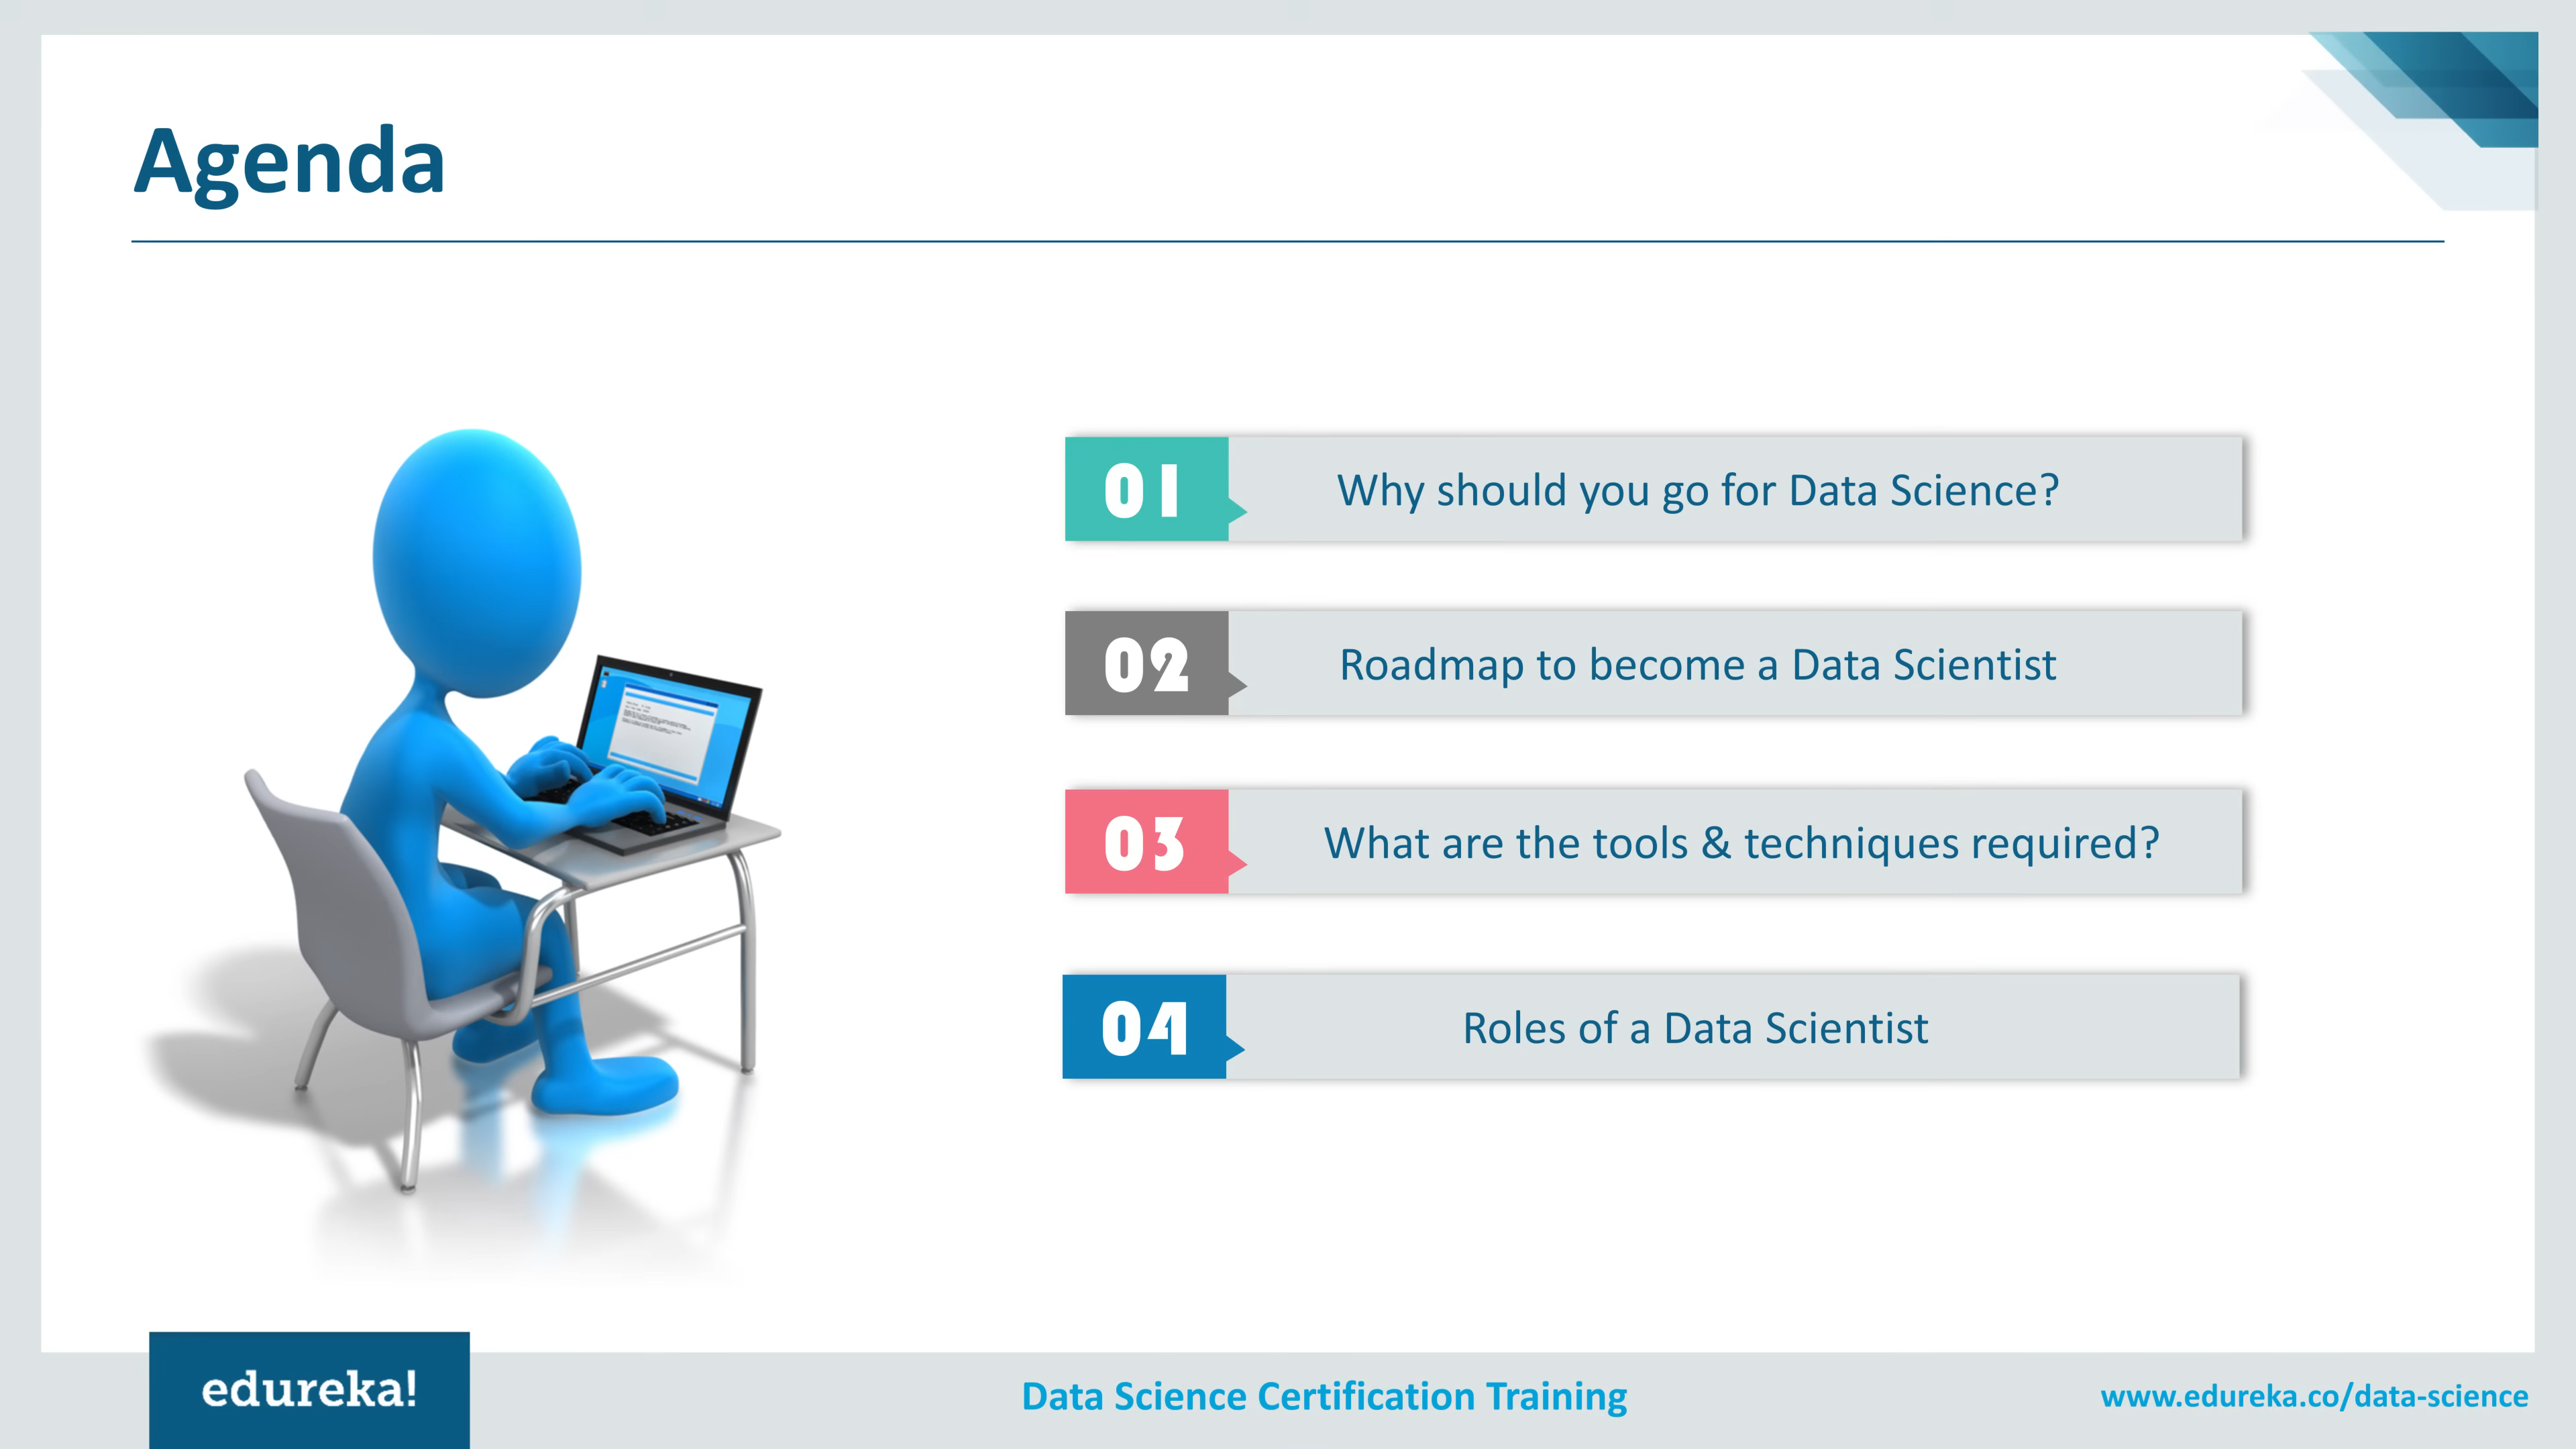 Agenda
01 Why should you go for Data Science?
02 Roadmap to become a Data Scientist
03 What are the tools & techniques required?
04 Roles of a Data Scientist
edureka!
Data Science Certification Training
www.edureka.co/data-science